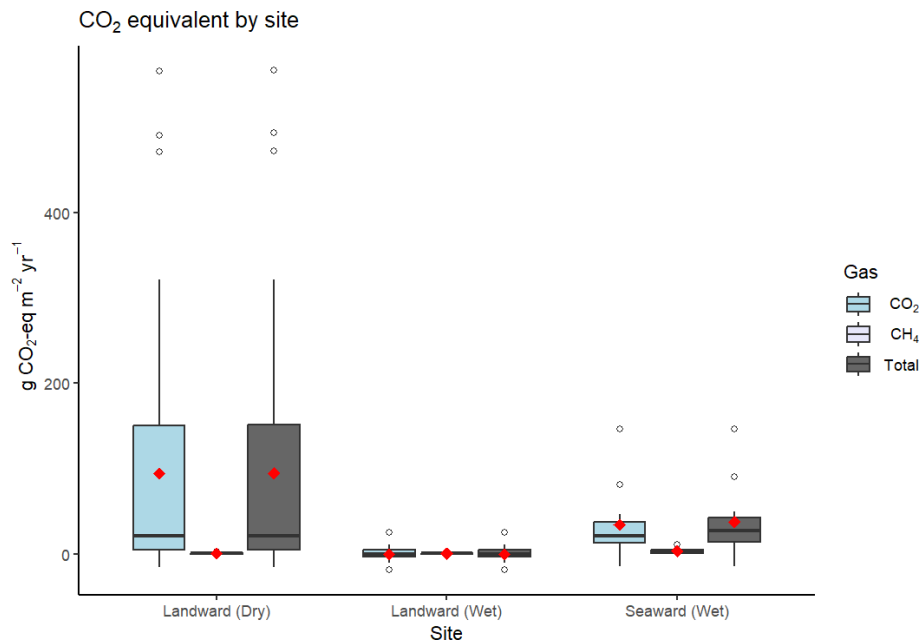 CO₂ equivalent by site
g CO₂-eq m⁻² yr⁻¹
400
200
0
Landward (Dry) Landward (Wet) Seaward (Wet)
Site
Gas
CO₂
CH₄
Total